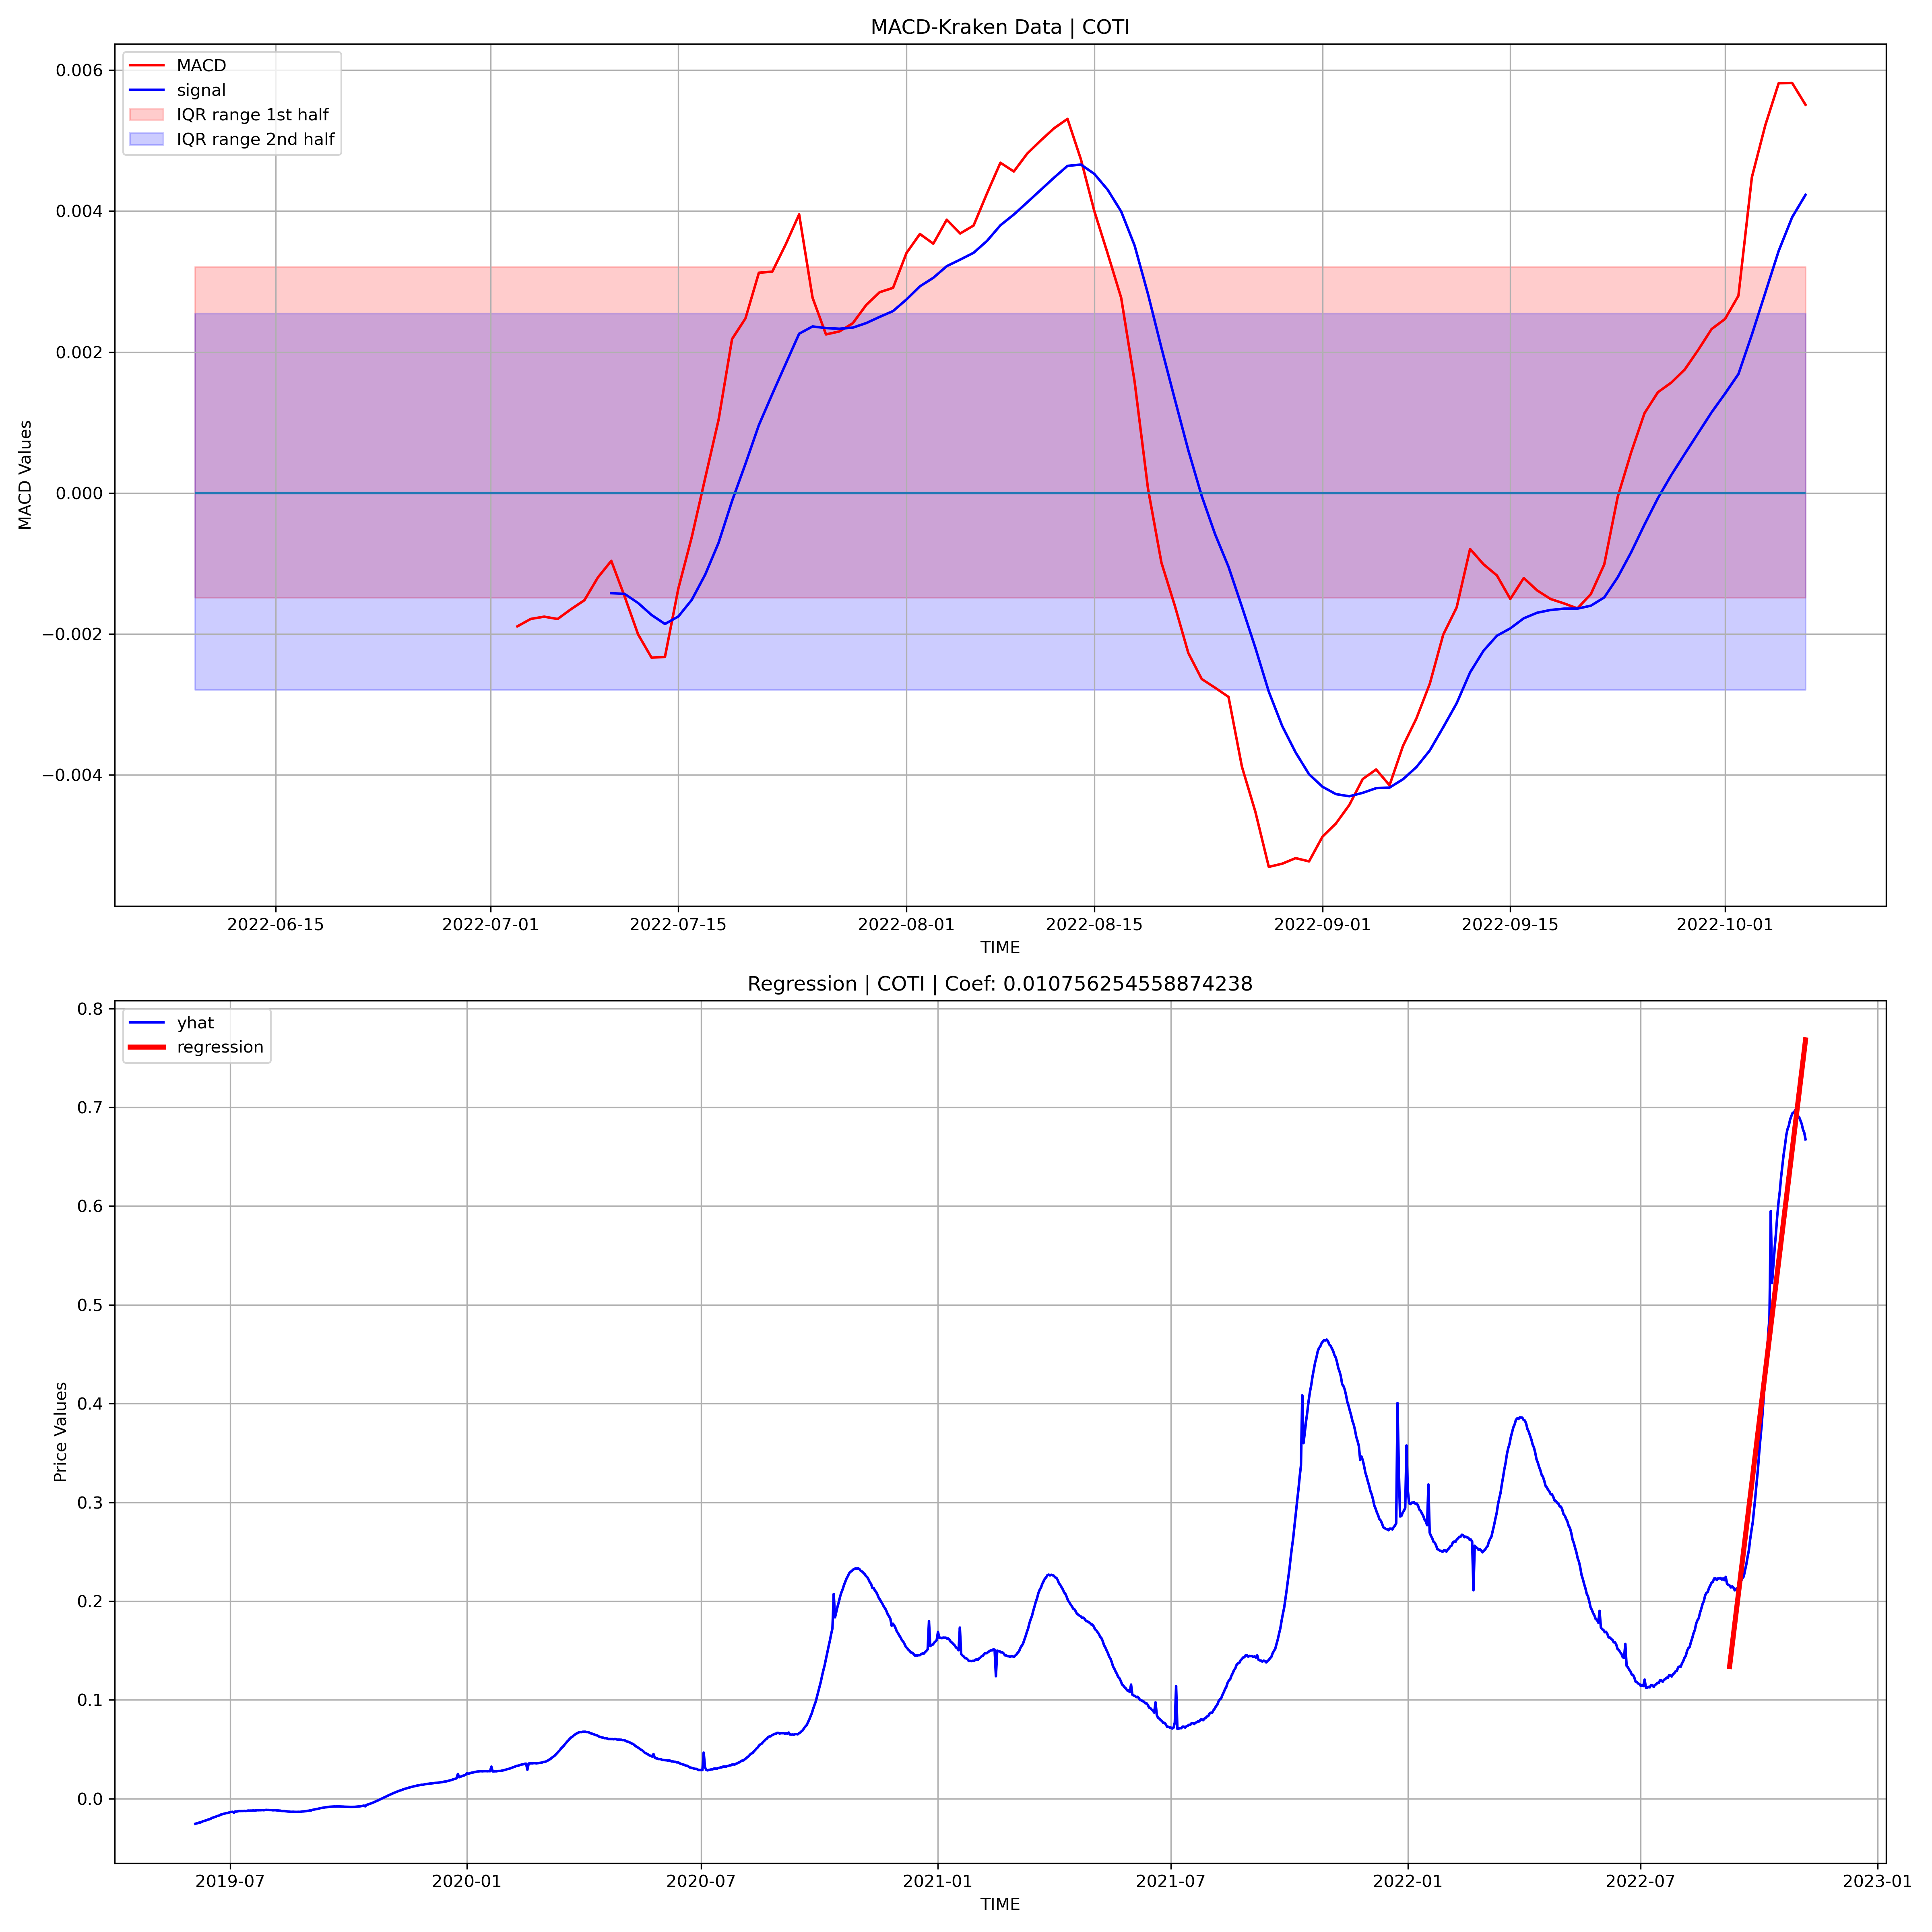 MACD-Kraken Data | COTI
MACD
signal
IQR range 1st half
IQR range 2nd half
MACD Values
0.006
0.004
0.002
0.000
−0.002
−0.004
2022-06-15 2022-07-01 2022-07-15 2022-08-01 2022-08-15 2022-09-01 2022-09-15 2022-10-01
TIME
Regression | COTI | Coef: 0.010756254558874238
yhat
regression
Price Values
0.8
0.7
0.6
0.5
0.4
0.3
0.2
0.1
0.0
2019-07 2020-01 2020-07 2021-01 2021-07 2022-01 2022-07 2023-01
TIME